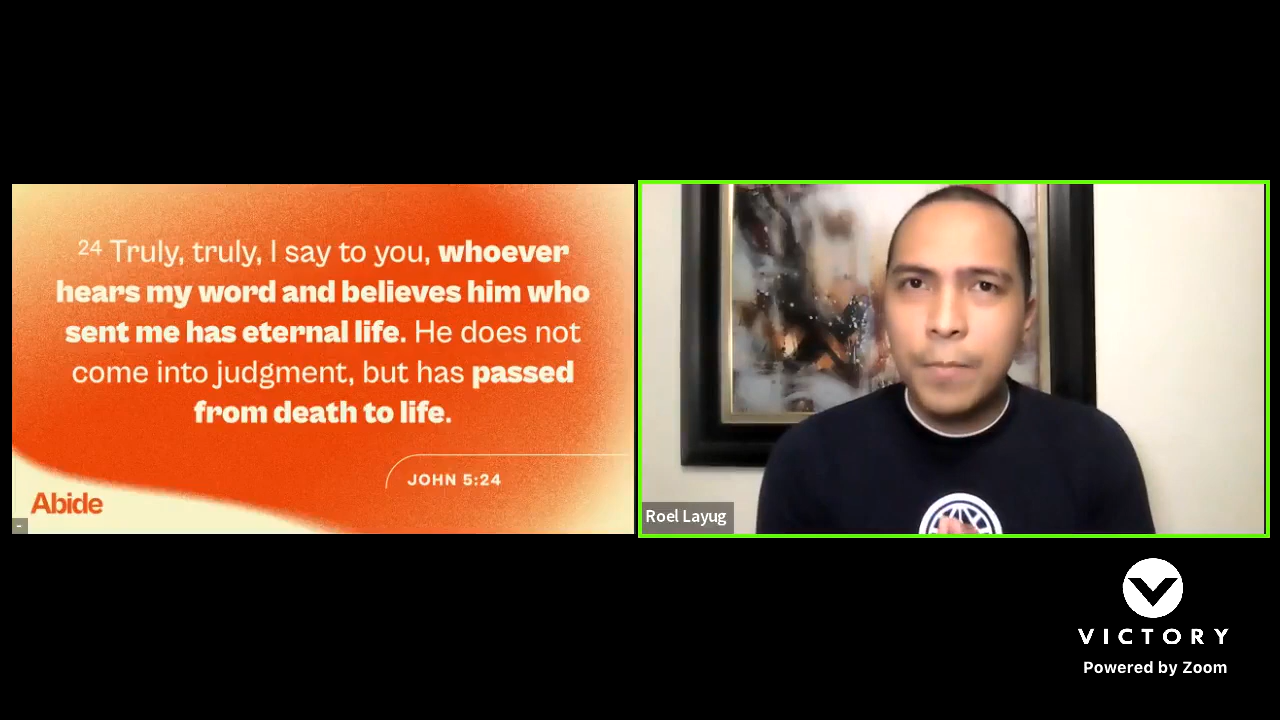 24 Truly, truly, I say to you, whoever
hears my word and believes him who
sent me has eternal life. He does not
come into judgment, but has passed
from death to life.
JOHN 5:24
Abide
-
Roel Layug
VICTORY
Powered by Zoom